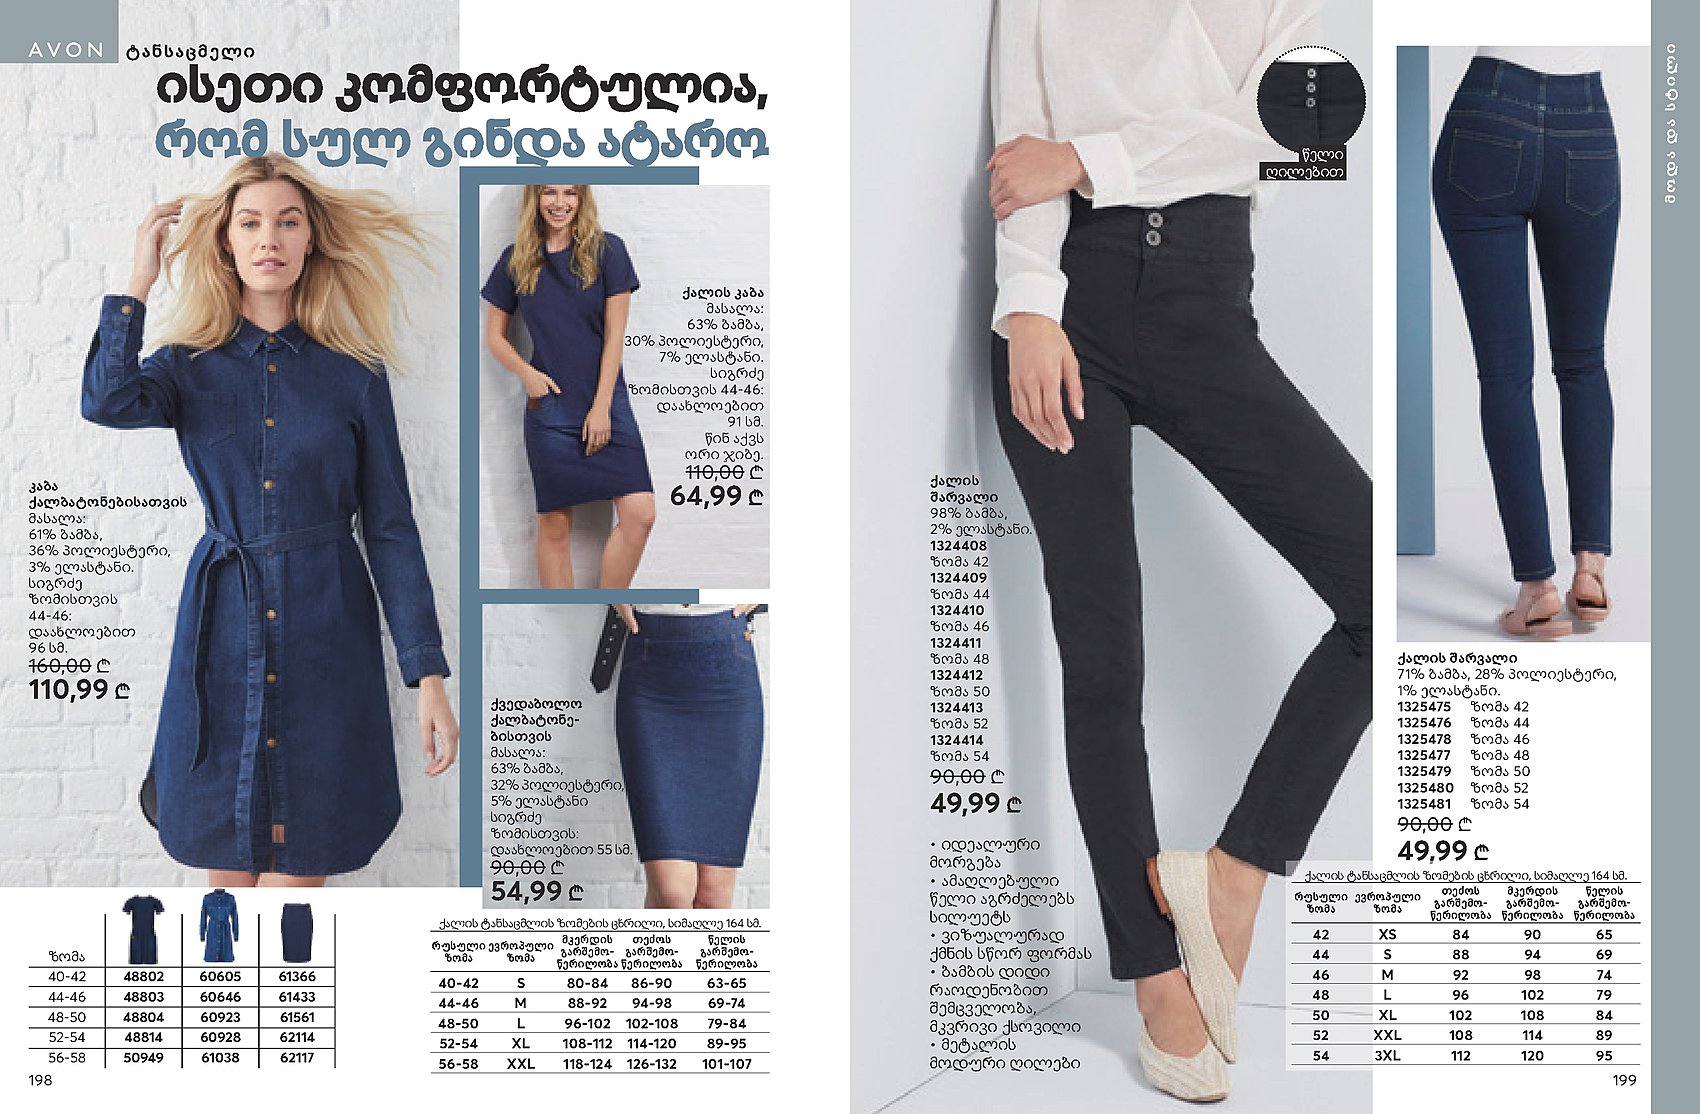 AVON ტანსაცმელი
ისეთი კომფორტულია,
რომ სულ გინდა ატარო
ქალის კაბა
მასალა:
63% ბამბა,
30% პოლიესტერი,
7% ელასტანი.
სიგრძე
ზომისთვის 44-46:
დაახლოებით
91 სმ.
წინ აქვს
ორი ჯიბე.
110,00 ₾
64,99 ₾
კაბა
ქალბატონებისათვის
მასალა:
61% ბამბა,
36% პოლიესტერი,
3% ელასტანი.
სიგრძე
ზომისთვის
44-46:
დაახლოებით
96 სმ.
160,00 ₾
110,99 ₾
ქვედაბოლო
ქალბატონე-
ბისთვის
მასალა:
63% ბამბა,
32% პოლიესტერი,
5% ელასტანი
სიგრძე
ზომისთვის:
დაახლოებით 55 სმ.
90,00 ₾
54,99 ₾
ზომა
40-42 48802 60605 61366
44-46 48803 60646 61433
48-50 48804 60923 61561
52-54 48814 60928 62114
56-58 50949 61038 62117
ქალის ტანსაცმლის ზომების ცხრილი, სიმაღლე 164 სმ.
რუსული ზომა ევროპული ზომა მკერდის გარშემო-წერილობა თეძოს გარშემო-წერილობა წელის გარშემო-წერილობა
40-42 S 80-84 86-90 63-65
44-46 M 88-92 94-98 69-74
48-50 L 96-102 102-108 79-84
52-54 XL 108-112 114-120 89-95
56-58 XXL 118-124 126-132 101-107
198
წელი
ღილებით
მოდა და სტილი
ქალის
შარვალი
98% ბამბა,
2% ელასტანი.
1324408
ზომა 42
1324409
ზომა 44
1324410
ზომა 46
1324411
ზომა 48
1324412
ზომა 50
1324413
ზომა 52
1324414
ზომა 54
90,00 ₾
49,99 ₾
• იდეალური
მორგება
• ამაღლებული
წელი აგრძელებს
სილუეტს
• ვიზუალურად
ქმნის სწორ ფორმას
• ბამბის დიდი
რაოდენობით
შემცველობა,
მკვრივი ქსოვილი
• მეტალის
მოდური ღილები
ქალის შარვალი
71% ბამბა, 28% პოლიესტერი,
1% ელასტანი.
1325475 ზომა 42
1325476 ზომა 44
1325478 ზომა 46
1325477 ზომა 48
1325479 ზომა 50
1325480 ზომა 52
1325481 ზომა 54
90,00 ₾
49,99 ₾
ქალის ტანსაცმლის ზომების ცხრილი, სიმაღლე 164 სმ.
რუსული ზომა ევროპული ზომა თეძოს გარშემო-წერილობა მკერდის გარშემო-წერილობა წელის გარშემო-წერილობა
42 XS 84 90 65
44 S 88 94 69
46 M 92 98 74
48 L 96 102 79
50 XL 102 108 84
52 XXL 108 114 89
54 3XL 112 120 95
199